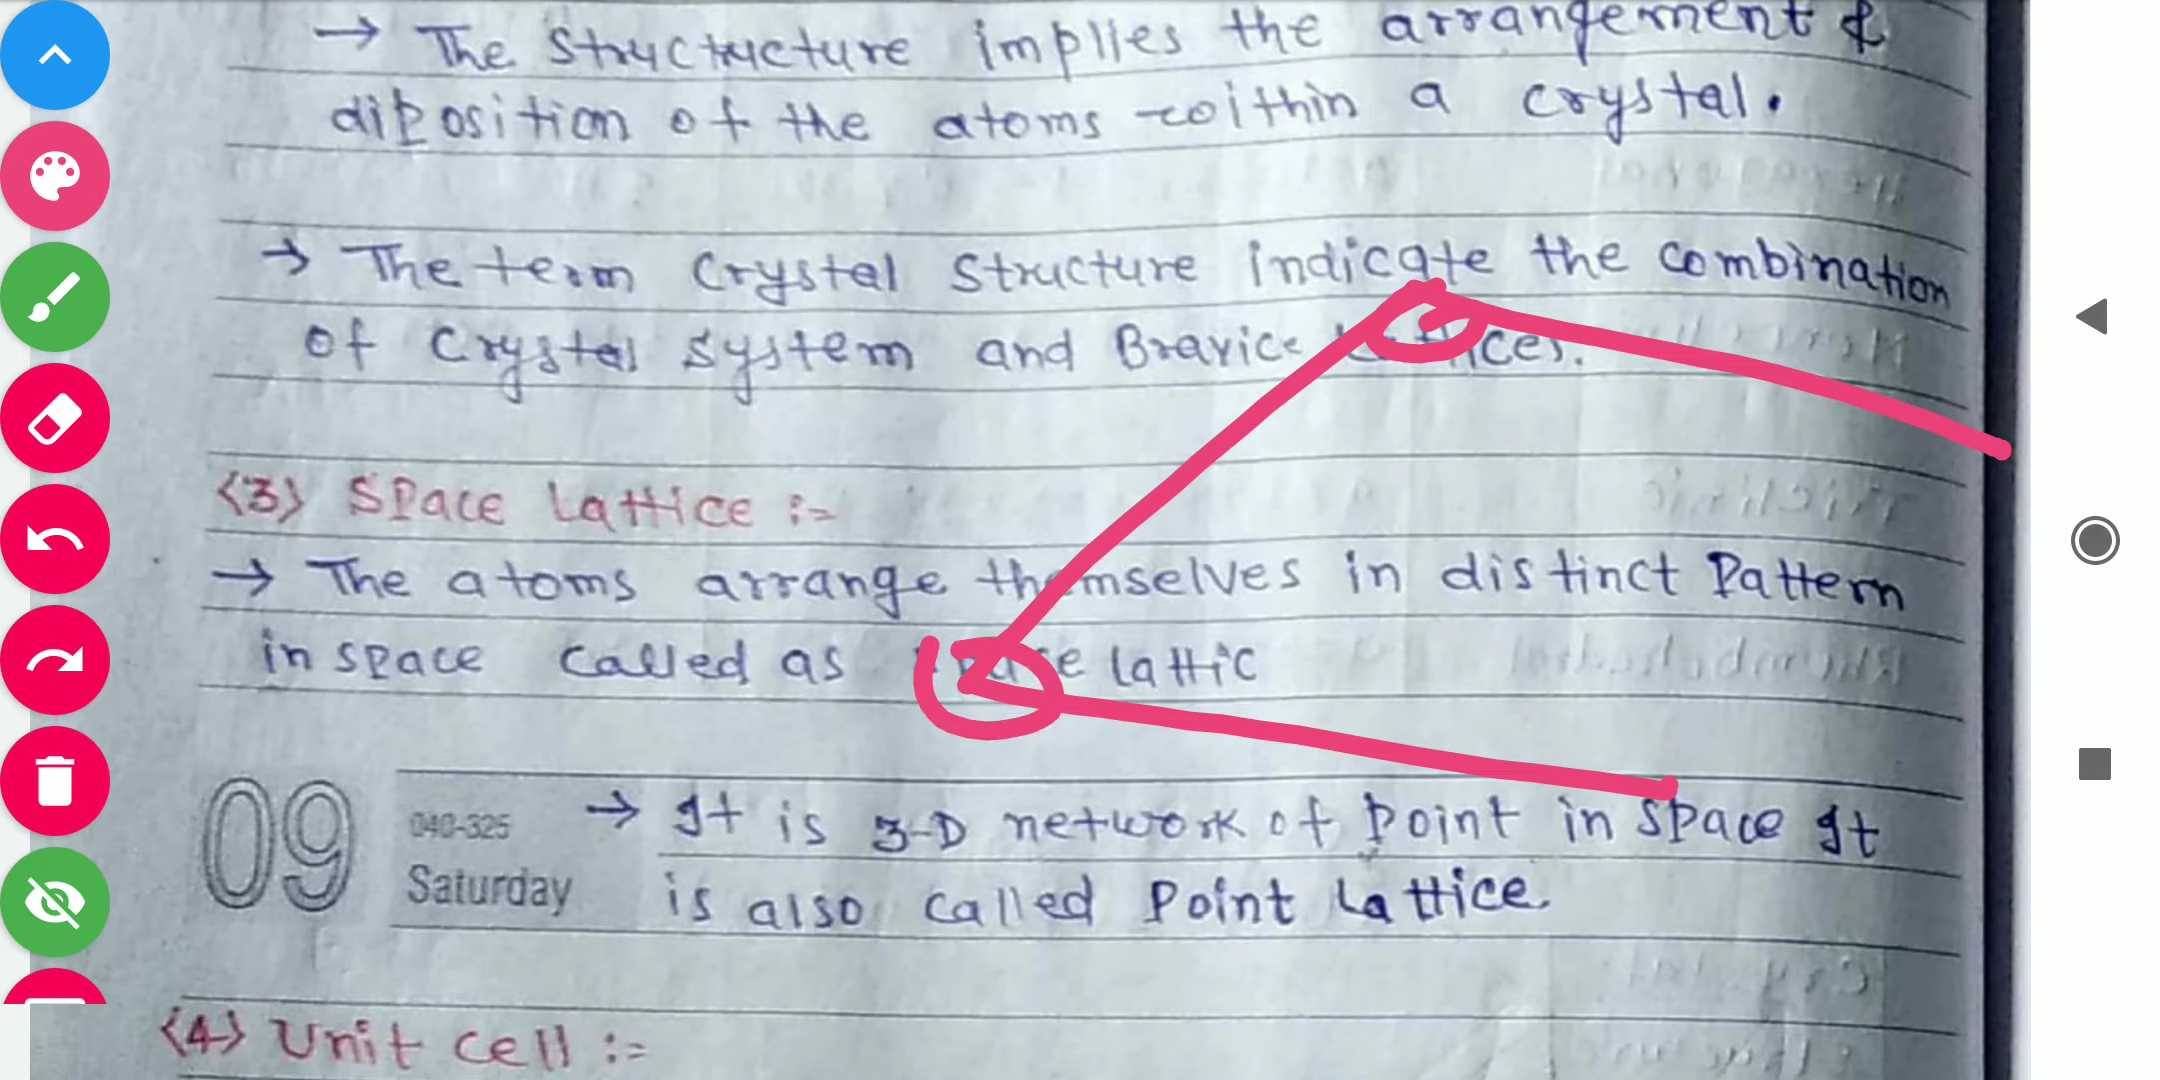 → The Structucture implies the arrangement &
diposition of the atoms within a crystal.
→ The term Crystal Structure indicate the combination
of Crystal System and Bravice Lattices.
(3) Space Lattice :-
→ The atoms arrange themselves in distinct Pattern
in space called as space lattic
09
040-325
Saturday
→ It is 3-D network of point in space It
is also called Point Lattice.
(4) Unit cell :-